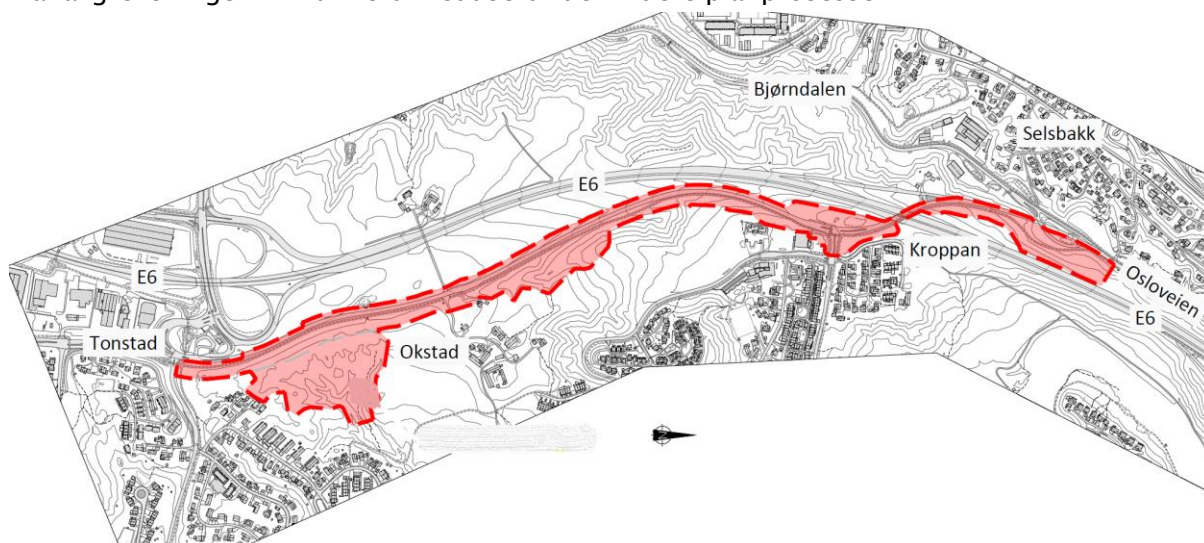 Bjørndalen
Selsbakk
E6
E6
Kroppan
Osloveien
E6
Tonstad
Okstad